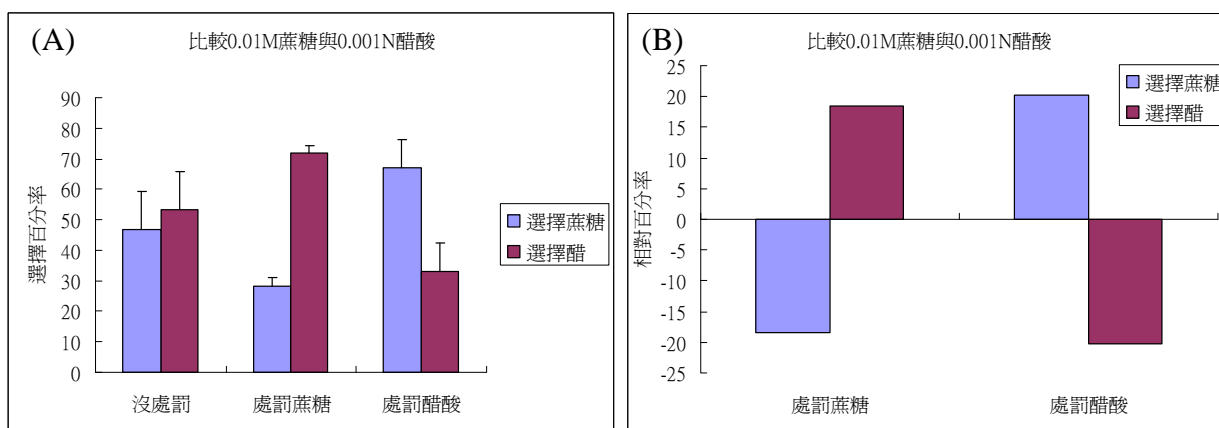 (A)
比較0.01M蔗糖與0.001N醋酸
選擇百分率
90
80
70
60
50
40
30
20
10
0
沒處罰 處罰蔗糖 處罰醋酸
選擇蔗糖
選擇醋
(B)
比較0.01M蔗糖與0.001N醋酸
相對百分率
25
20
15
10
5
0
-5
-10
-15
-20
-25
處罰蔗糖 處罰醋酸
選擇蔗糖
選擇醋